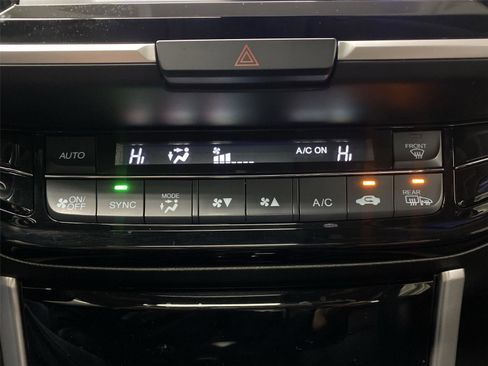 AUTO
Hi
A/C ON
Hi
FRONT
ON/
OFF
SYNC
MODE
A/C
REAR